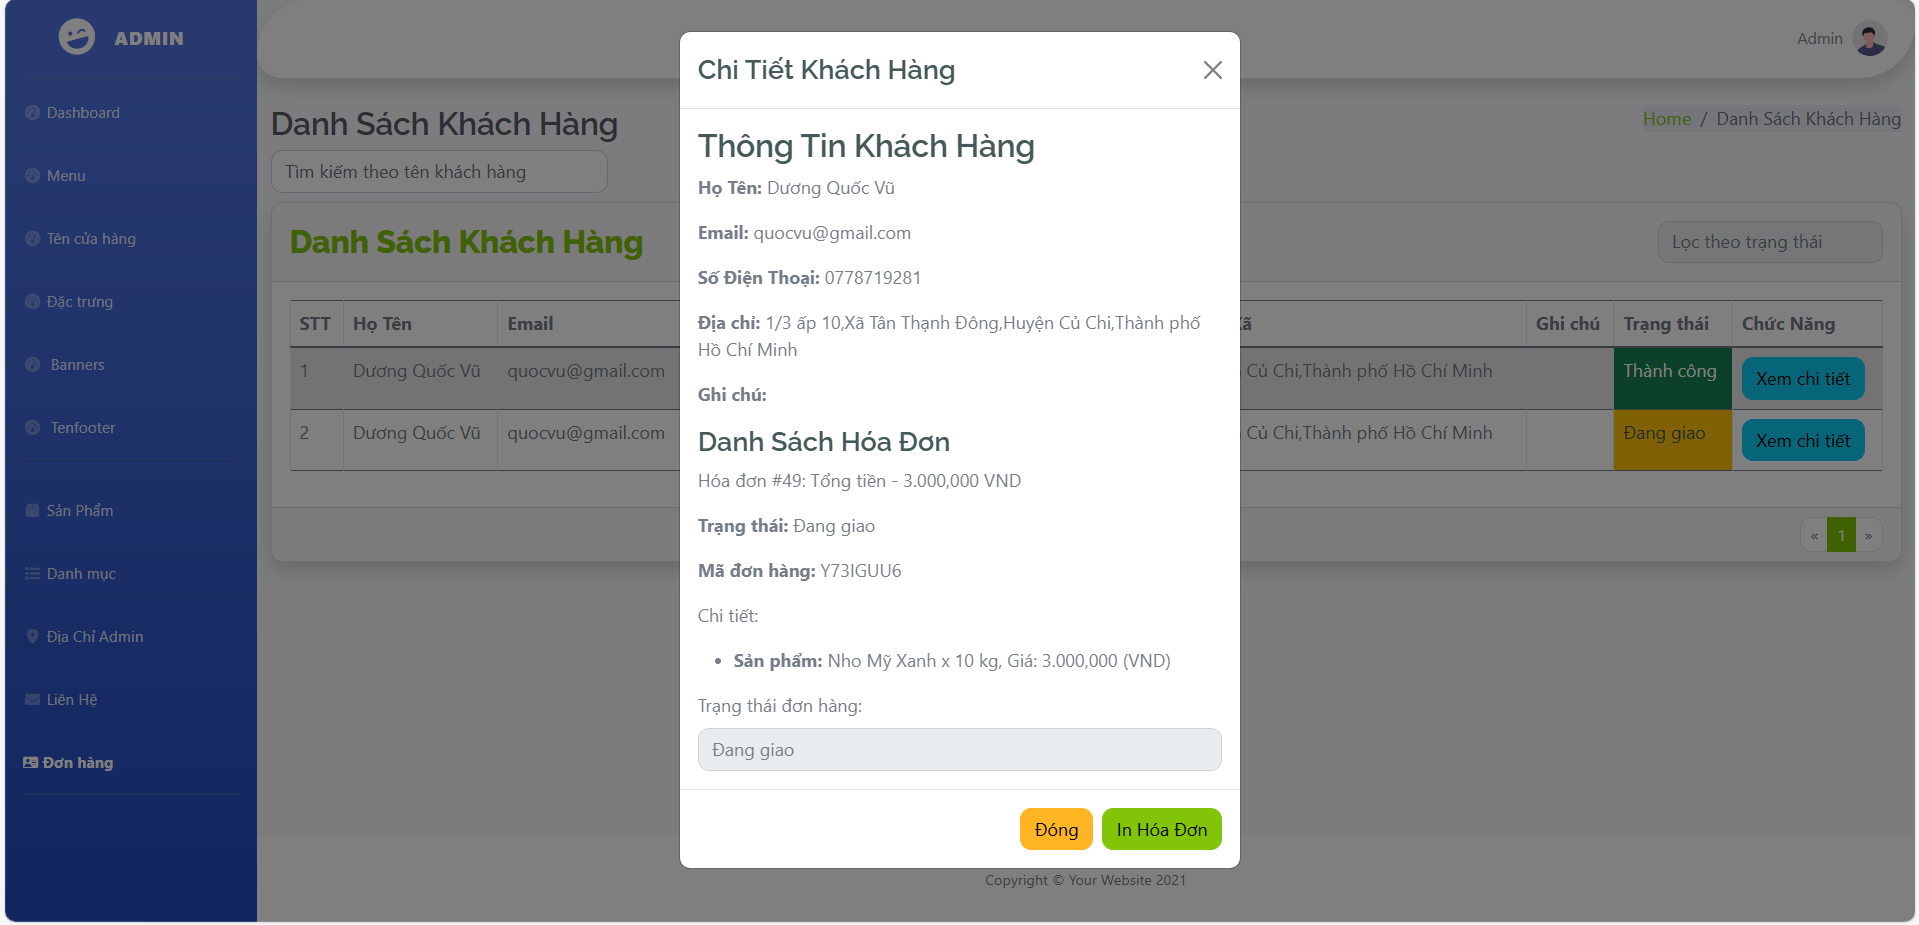 ADMIN
Dashboard
Menu
Tên cửa hàng
Đặc trưng
Banners
Tenfooter
Sản Phẩm
Danh mục
Địa Chỉ Admin
Liên Hệ
Đơn hàng
Admin
Danh Sách Khách Hàng
Home / Danh Sách Khách Hàng
Tìm kiếm theo tên khách hàng
Danh Sách Khách Hàng
Lọc theo trạng thái
STT Họ Tên Email Ghi chú Trạng thái Chức Năng
1 Dương Quốc Vũ quocvu@gmail.com Củ Chi,Thành phố Hồ Chí Minh Thành công Xem chi tiết
2 Dương Quốc Vũ quocvu@gmail.com Củ Chi,Thành phố Hồ Chí Minh Đang giao Xem chi tiết
« 1 »
Chi Tiết Khách Hàng
Thông Tin Khách Hàng
Họ Tên: Dương Quốc Vũ
Email: quocvu@gmail.com
Số Điện Thoại: 0778719281
Địa chỉ: 1/3 ấp 10,Xã Tân Thạnh Đông,Huyện Củ Chi,Thành phố
Hồ Chí Minh
Ghi chú:
Danh Sách Hóa Đơn
Hóa đơn #49: Tổng tiền - 3.000,000 VND
Trạng thái: Đang giao
Mã đơn hàng: Y73IGUU6
Chi tiết:
• Sản phẩm: Nho Mỹ Xanh x 10 kg, Giá: 3.000,000 (VND)
Trạng thái đơn hàng:
Đang giao
Đóng In Hóa Đơn
Copyright © Your Website 2021